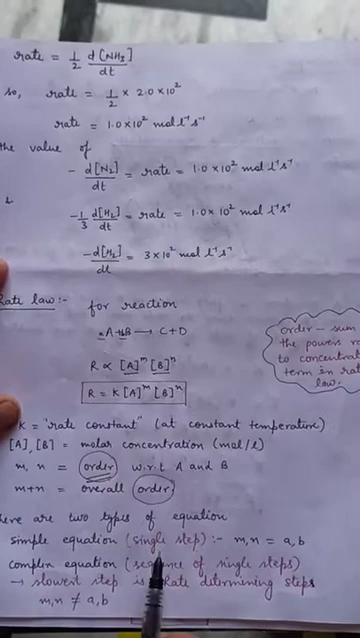 rate = 1/2 d[NH3]/dt
so, rate = 1/2 × 2.0×10²
rate = 1.0×10² mol l⁻¹ s⁻¹
the value of
- d[N2]/dt = rate = 1.0×10² mol l⁻¹ s⁻¹
-1/3 d[H2]/dt = rate = 1.0×10² mol l⁻¹ s⁻¹
-d[H2]/dt = 3×10² mol l⁻¹ s⁻¹
Rate law:- for reaction
aA+bB → C+D
R ∝ [A]^m [B]^n
R = K[A]^m [B]^n
order - sum
the powers
to concentrat
term in rat
law.
K = "rate constant" (at constant temperature)
[A], [B] = molar concentration (mol/l)
m, n = order w.r.t A and B
m+n = overall order
there are two types of equation
simple equation (single step) :- m, n = a, b
complex equation (sequence of single steps)
→ slowest step is rate determining step
m, n ≠ a, b